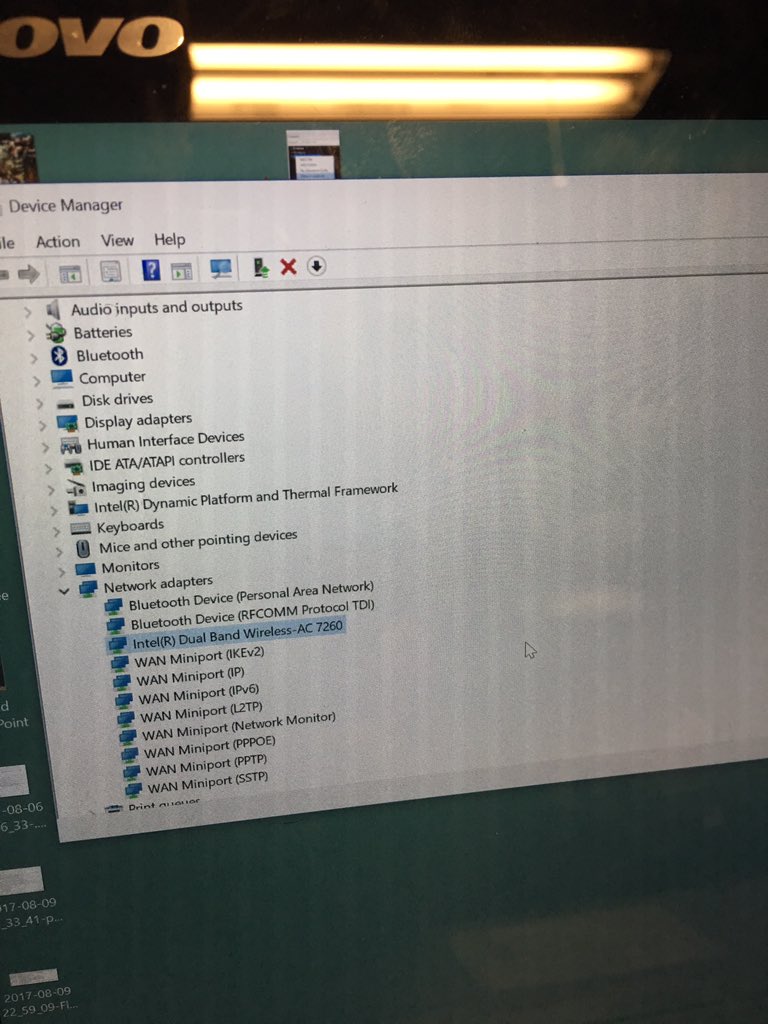 OVO
Device Manager
ile
Action
View
Help
?
Audio inputs and outputs
Batteries
Bluetooth
Computer
Disk drives
Display adapters
Human Interface Devices
IDE ATA/ATAPI controllers
Imaging devices
Intel(R) Dynamic Platform and Thermal Framework
Keyboards
Mice and other pointing devices
Monitors
Network adapters
Bluetooth Device (Personal Area Network)
Bluetooth Device (RFCOMM Protocol TDI)
Intel(R) Dual Band Wireless-AC 7260
WAN Miniport (IKEv2)
WAN Miniport (IP)
WAN Miniport (IPv6)
WAN Miniport (L2TP)
WAN Miniport (Network Monitor)
WAN Miniport (PPPOE)
WAN Miniport (PPTP)
WAN Miniport (SSTP)
Print queues
e
d
Point
-08-06
6_33-....
017-08-09
_33_41-p...
2017-08-09
22_59_09-Fi...